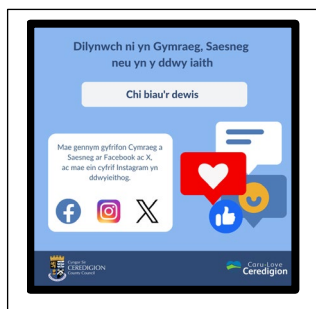 Dilynwch ni yn Gymraeg, Saesneg
neu yn y ddwy iaith
Chi biau'r dewis
Mae gennym gyfrifon Cymraeg a
Saesneg ar Facebook ac X,
ac mae ein cyfrif Instagram yn
ddwyieithog.
Cyngor Sir
CEREDIGION
County Council
Caru-Love
Ceredigion